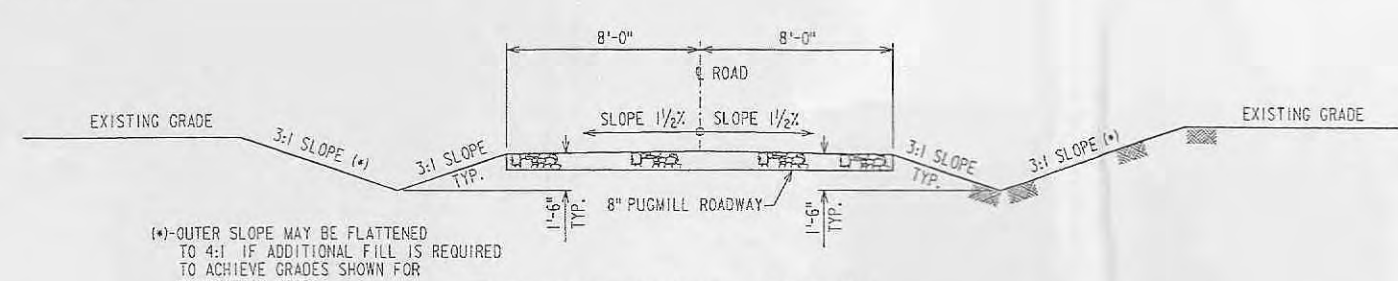 8'-0" 8'-0"
℄ ROAD
EXISTING GRADE
EXISTING GRADE
SLOPE 1½% SLOPE 1½%
3:1 SLOPE (*)
3:1 SLOPE
TYP.
3:1 SLOPE
TYP.
3:1 SLOPE (*)
8" PUGMILL ROADWAY
1'-6"
TYP.
1'-6"
TYP.
(*)-OUTER SLOPE MAY BE FLATTENED
TO 4:1 IF ADDITIONAL FILL IS REQUIRED
TO ACHIEVE GRADES SHOWN FOR